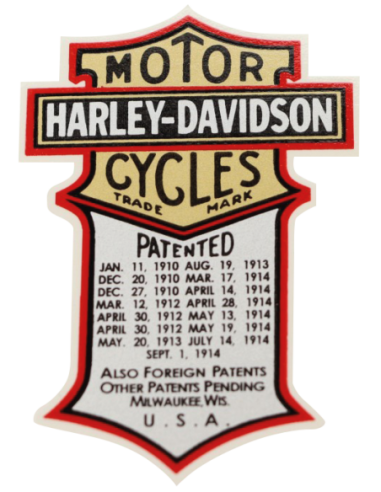 MOTOR
HARLEY-DAVIDSON
CYCLES
TRADE MARK
PATENTED
JAN. 11, 1910 AUG. 19, 1913
DEC. 20, 1910 MAR. 17, 1914
DEC. 27, 1910 APRIL 14, 1914
MAR. 12, 1912 APRIL 28, 1914
APRIL 30, 1912 MAY 13, 1914
APRIL 30, 1912 MAY 19, 1914
MAY. 20, 1913 JULY 14, 1914
SEPT. 1, 1914
ALSO FOREIGN PATENTS
OTHER PATENTS PENDING
MILWAUKEE, WIS.
U.S.A.